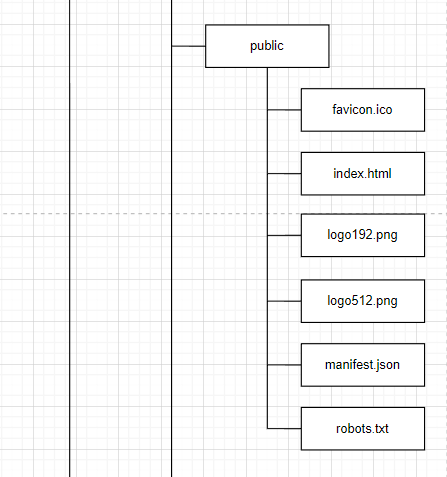 public
favicon.ico
index.html
logo192.png
logo512.png
manifest.json
robots.txt